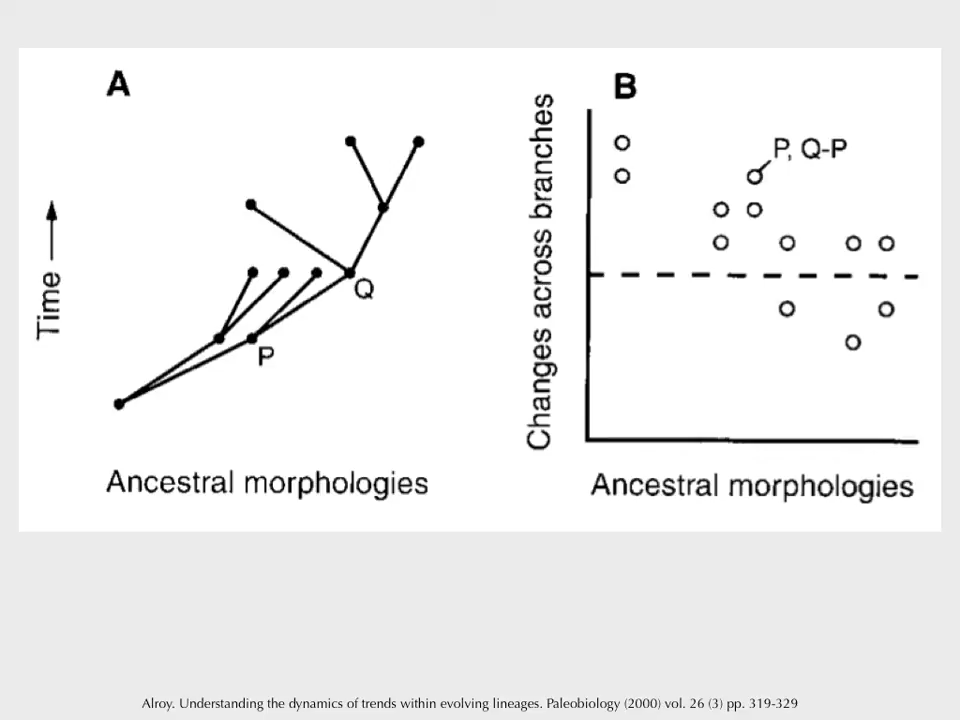 A
Time
Q
P
Ancestral morphologies
B
Changes across branches
P, Q-P
Ancestral morphologies
Alroy. Understanding the dynamics of trends within evolving lineages. Paleobiology (2000) vol. 26 (3) pp. 319-329